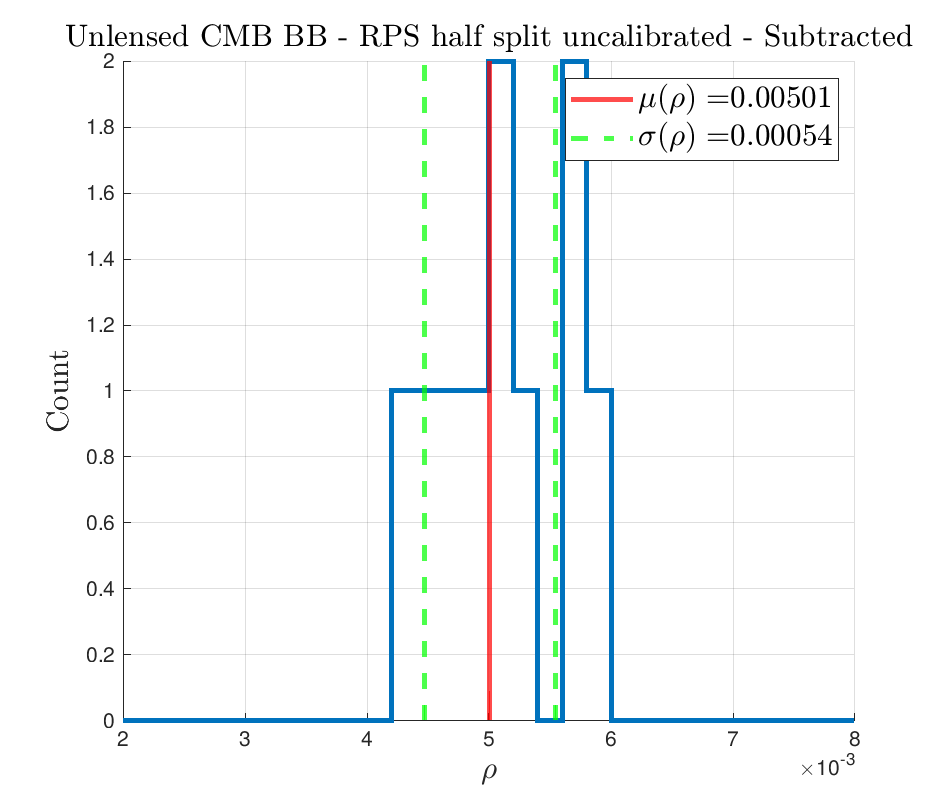 Unlensed CMB BB - RPS half split uncalibrated - Subtracted
2
1.8
1.6
1.4
1.2
1
0.8
0.6
0.4
0.2
0
Count
μ(ρ) =0.00501
σ(ρ) =0.00054
2 3 4 5 6 7 8
×10⁻³
ρ